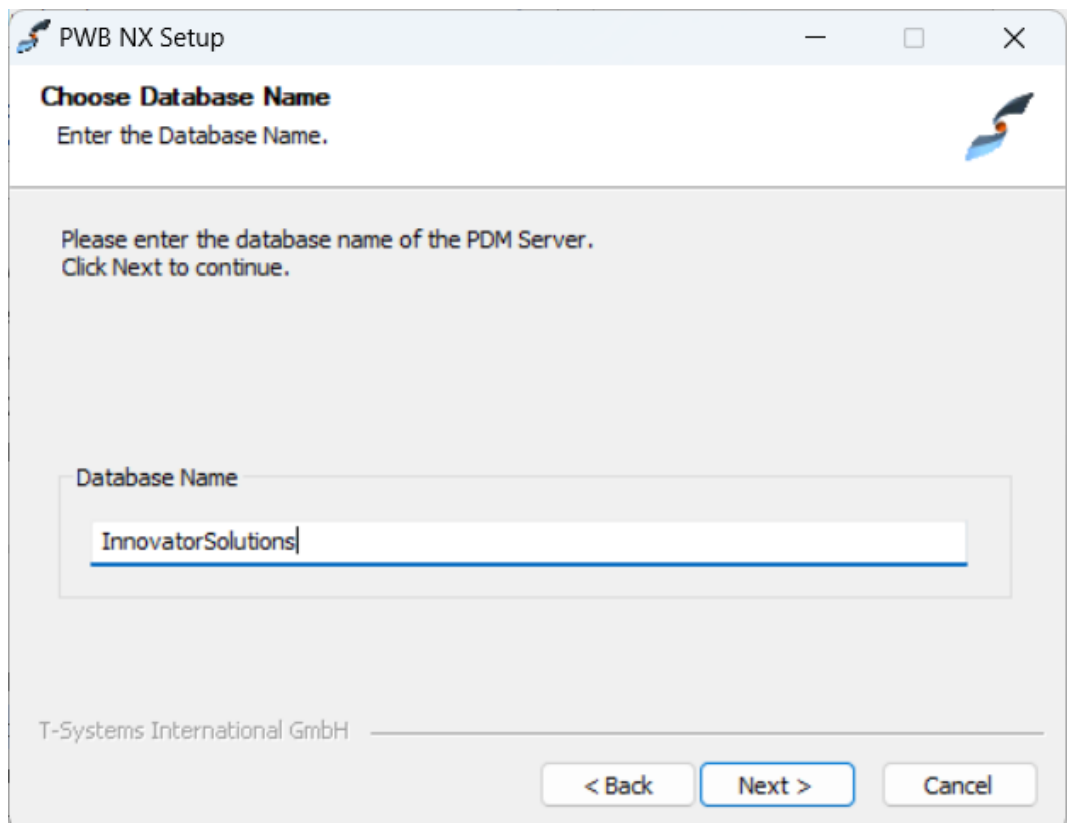 PWB NX Setup
Choose Database Name
Enter the Database Name.
Please enter the database name of the PDM Server.
Click Next to continue.
Database Name
InnovatorSolutions
T-Systems International GmbH
< Back
Next >
Cancel